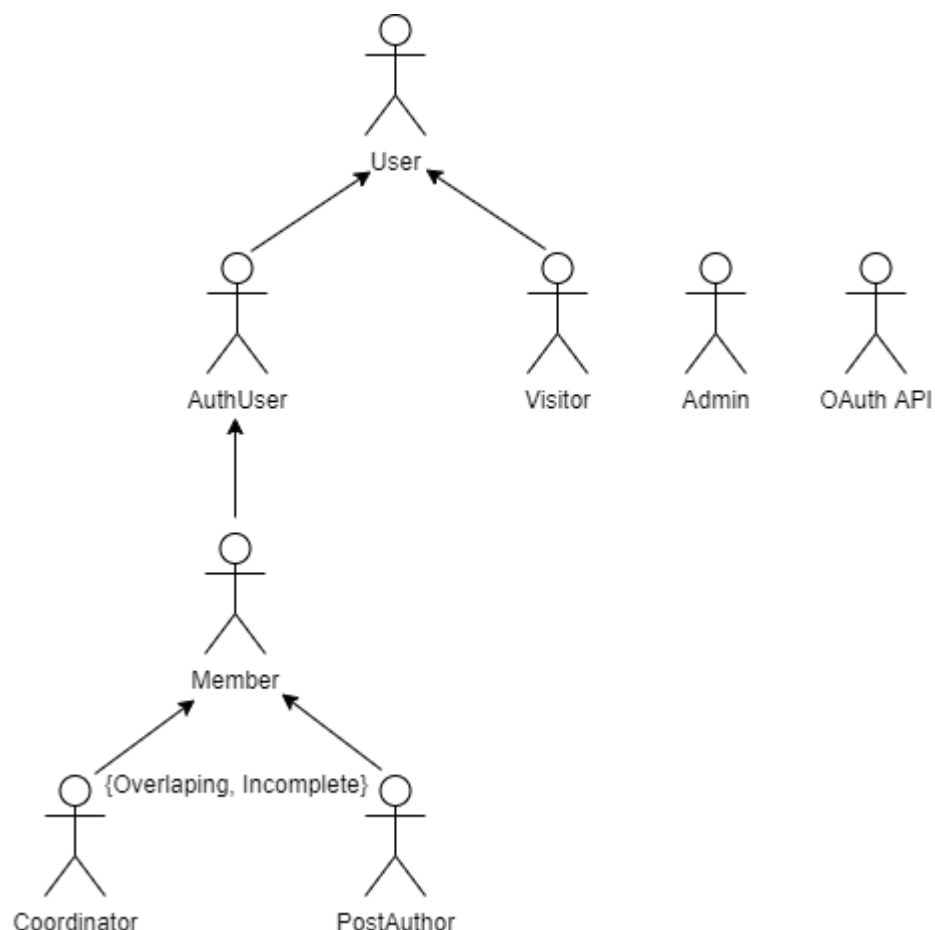 User
AuthUser
Visitor
Admin
OAuth API
Member
{Overlaping, Incomplete}
Coordinator
PostAuthor